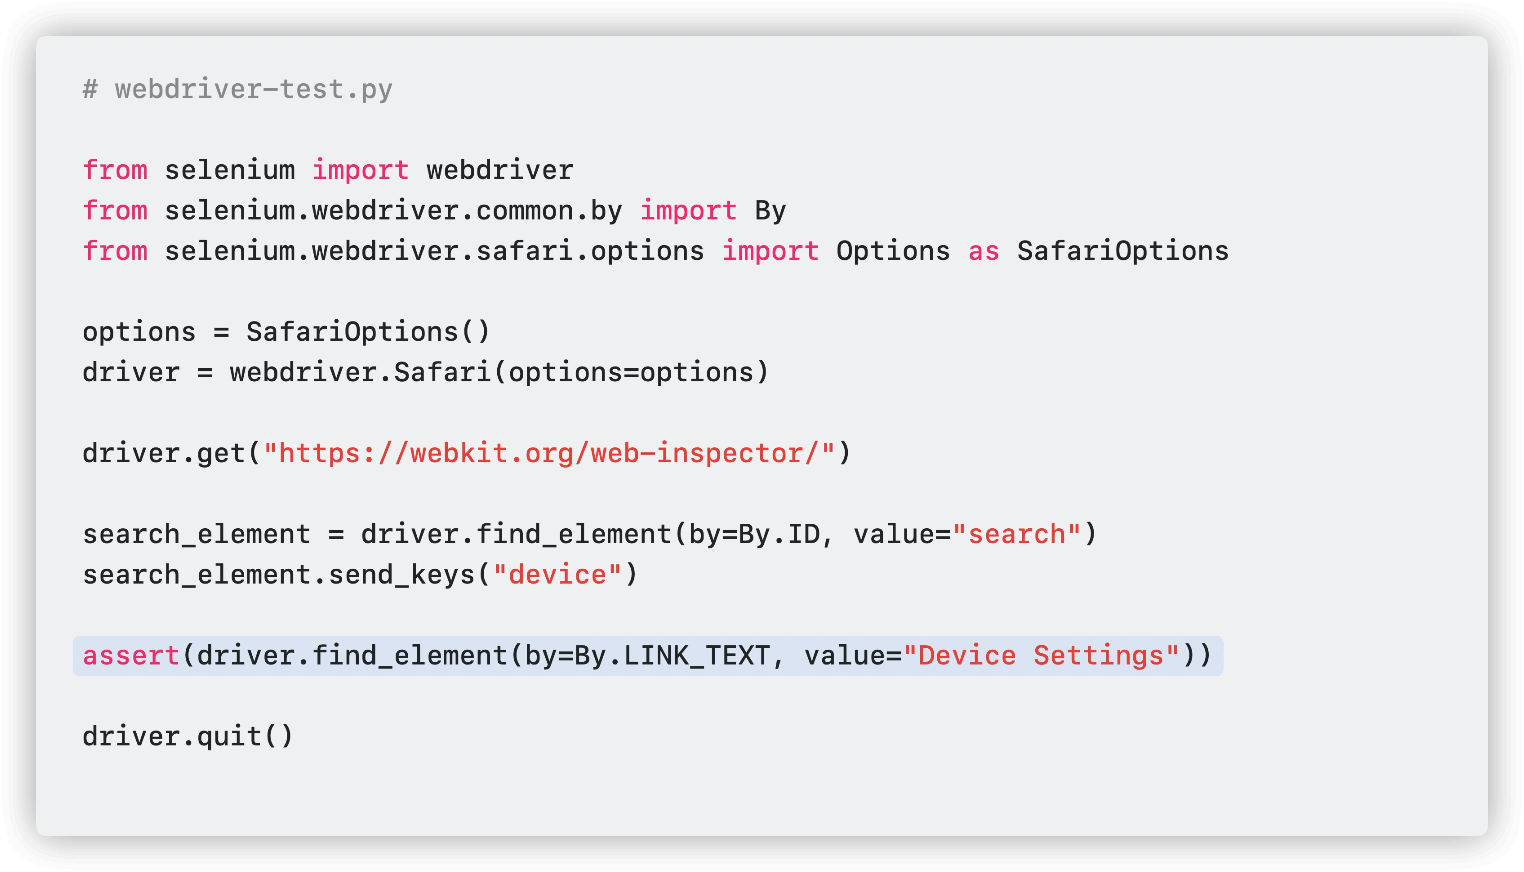 # webdriver-test.py
from selenium import webdriver
from selenium.webdriver.common.by import By
from selenium.webdriver.safari.options import Options as SafariOptions
options = SafariOptions()
driver = webdriver.Safari(options=options)
driver.get("https://webkit.org/web-inspector/")
search_element = driver.find_element(by=By.ID, value="search")
search_element.send_keys("device")
assert(driver.find_element(by=By.LINK_TEXT, value="Device Settings"))
driver.quit()